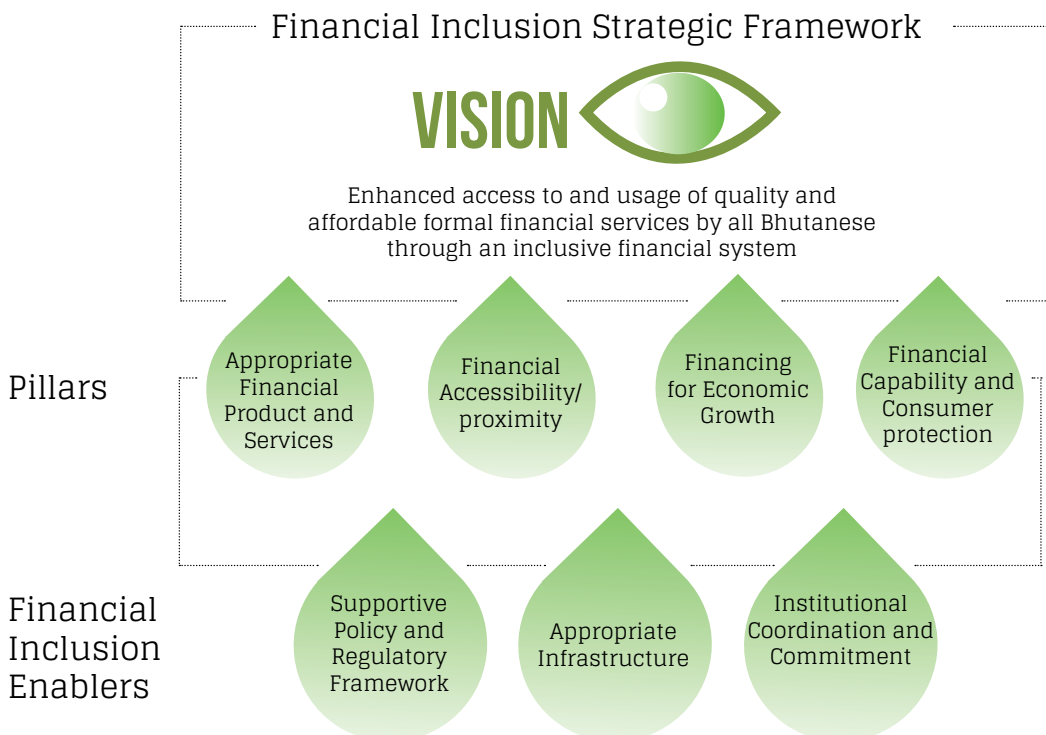 Financial Inclusion Strategic Framework
VISION
Enhanced access to and usage of quality and
affordable formal financial services by all Bhutanese
through an inclusive financial system
Pillars
Appropriate
Financial
Product and
Services
Financial
Accessibility/
proximity
Financing
for Economic
Growth
Financial
Capability and
Consumer
protection
Financial
Inclusion
Enablers
Supportive
Policy and
Regulatory
Framework
Appropriate
Infrastructure
Institutional
Coordination and
Commitment